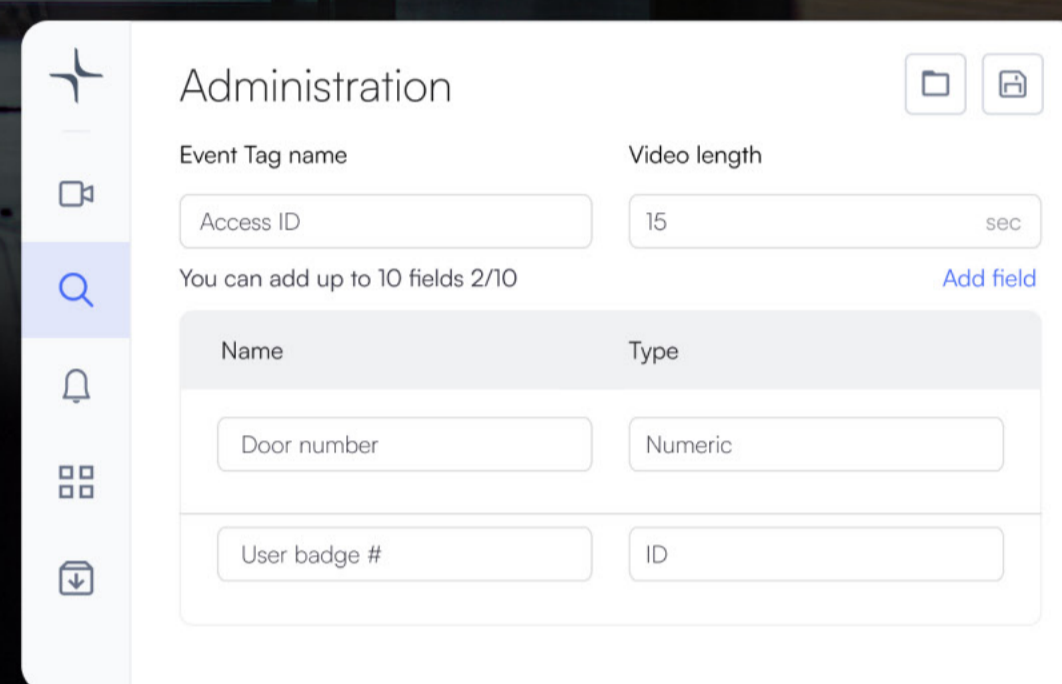 Administration
Event Tag name
Video length
Access ID
15 sec
You can add up to 10 fields 2/10
Add field
Name
Type
Door number
Numeric
User badge #
ID